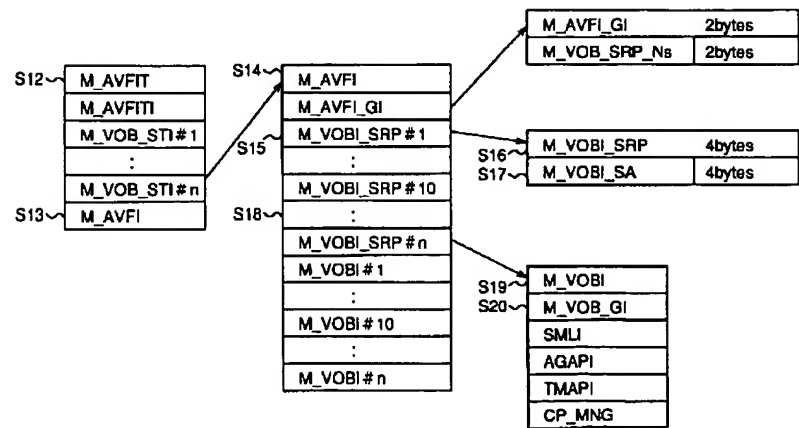 S12 M_AVFIT
M_AVFITI
M_VOB_STI#1
:
M_VOB_STI#n
S13 M_AVFI
S14 M_AVFI
M_AVFI_GI
S15 M_VOBI_SRP#1
:
M_VOBI_SRP#10
S18 :
M_VOBI_SRP#n
M_VOBI#1
:
M_VOBI#10
:
M_VOBI#n
M_AVFI_GI 2bytes
M_VOB_SRP_Ns 2bytes
M_VOBI_SRP 4bytes
S16
S17 M_VOBI_SA 4bytes
S19 M_VOBI
S20 M_VOB_GI
SMLI
AGAPI
TMAPI
CP_MNG